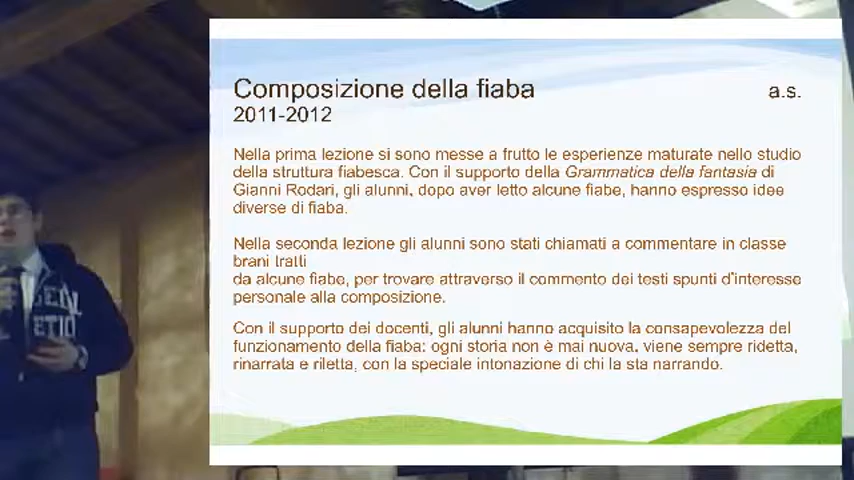 Composizione della fiaba a.s.
2011-2012
Nella prima lezione si sono messe a frutto le esperienze maturate nello studio
della struttura fiabesca. Con il supporto della Grammatica della fantasia di
Gianni Rodari, gli alunni, dopo aver letto alcune fiabe, hanno espresso idee
diverse di fiaba.
Nella seconda lezione gli alunni sono stati chiamati a commentare in classe
brani tratti
da alcune fiabe, per trovare attraverso il commento dei testi spunti d'interesse
personale alla composizione.
Con il supporto dei docenti, gli alunni hanno acquisito la consapevolezza del
funzionamento della fiaba: ogni storia non è mai nuova, viene sempre ridetta,
rinarrata e riletta, con la speciale intonazione di chi la sta narrando.